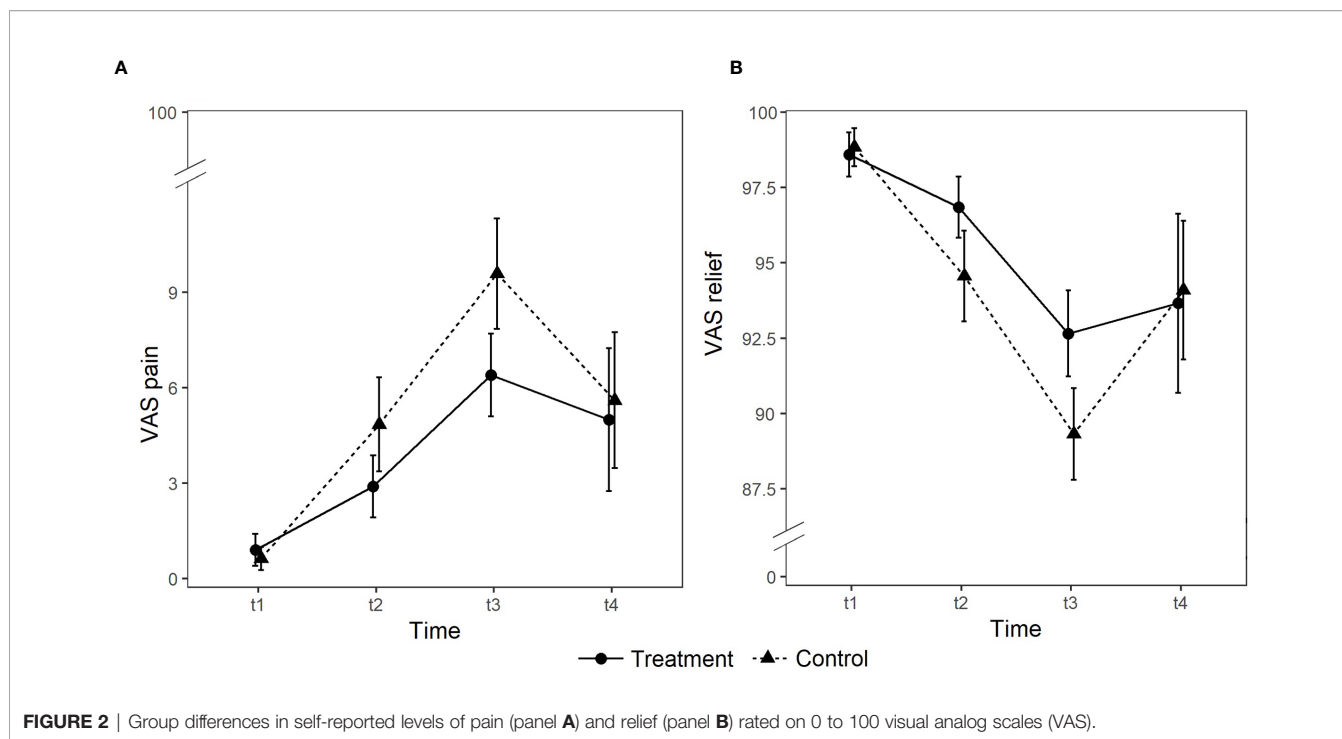 A
100
9
6
3
0
VAS pain
t1 t2 t3 t4
Time
B
100
97.5
95
92.5
90
87.5
0
VAS relief
t1 t2 t3 t4
Time
Treatment Control
FIGURE 2 | Group differences in self-reported levels of pain (panel A) and relief (panel B) rated on 0 to 100 visual analog scales (VAS).